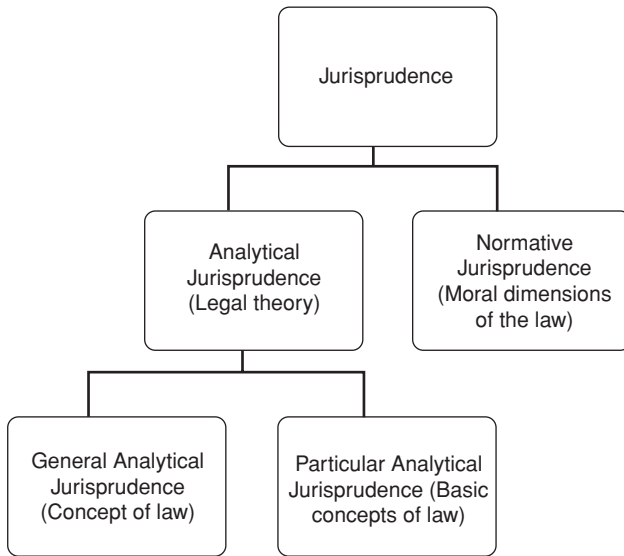 Jurisprudence
Analytical
Jurisprudence
(Legal theory)
Normative
Jurisprudence
(Moral dimensions
of the law)
General Analytical
Jurisprudence
(Concept of law)
Particular Analytical
Jurisprudence (Basic
concepts of law)